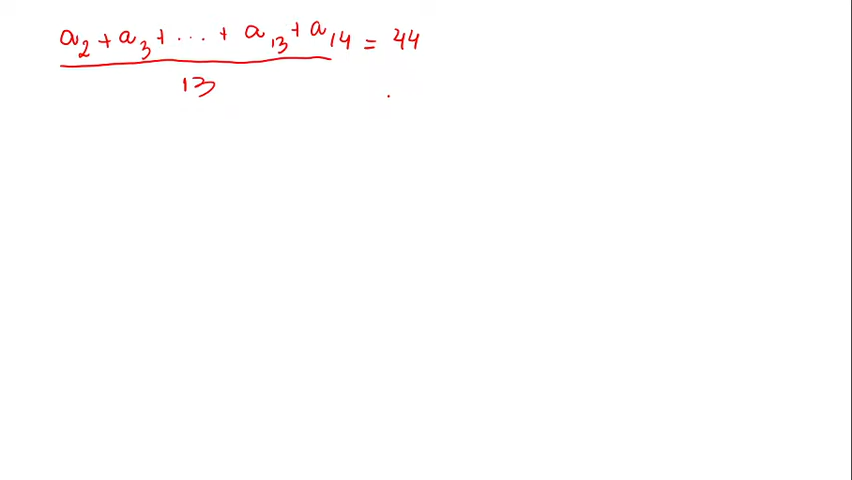 a₂ + a₃ + ... + a₁₃ + a₁₄ = 44
13